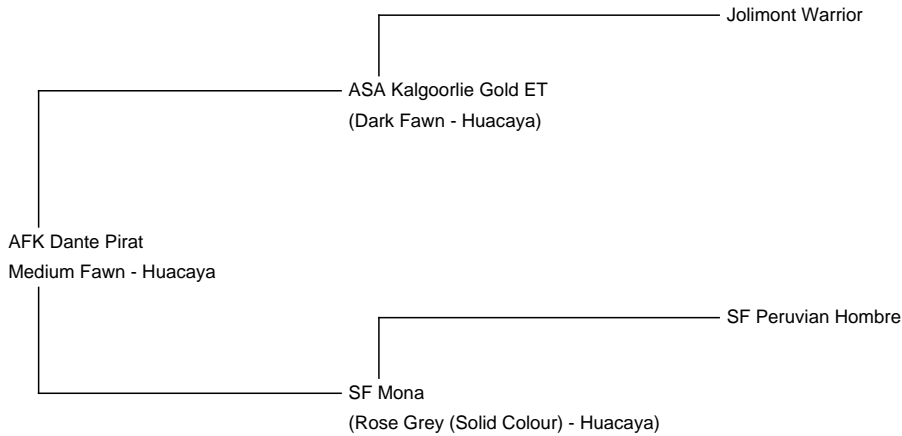 Jolimont Warrior
ASA Kalgoorlie Gold ET
(Dark Fawn - Huacaya)
AFK Dante Pirat
Medium Fawn - Huacaya
SF Peruvian Hombre
SF Mona
(Rose Grey (Solid Colour) - Huacaya)